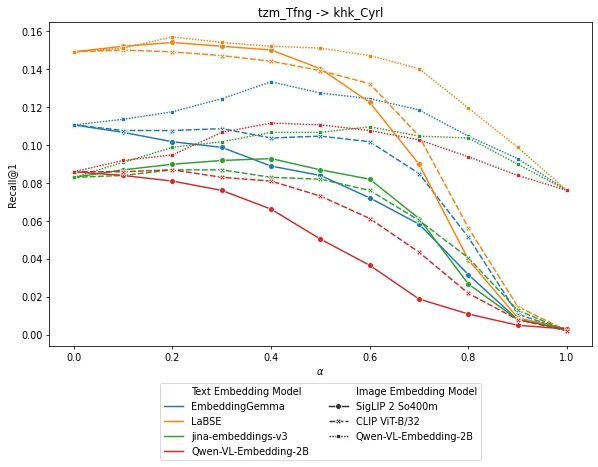 tzm_Tfng -> khk_Cyrl
0.16
0.14
0.12
0.10
0.08
0.06
0.04
0.02
0.00
Recall@1
0.0 0.2 0.4 0.6 0.8 1.0
α
Text Embedding Model Image Embedding Model
EmbeddingGemma SigLIP 2 So400m
LaBSE CLIP ViT-B/32
jina-embeddings-v3 Qwen-VL-Embedding-2B
Qwen-VL-Embedding-2B